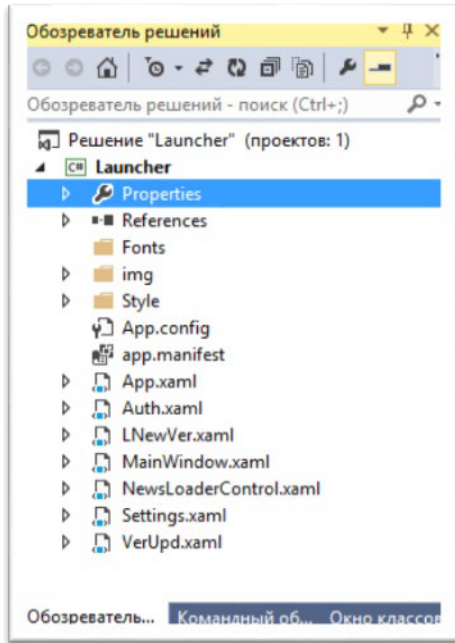 Обозреватель решений
Обозреватель решений - поиск (Ctrl+;)
Решение "Launcher" (проектов: 1)
C# Launcher
Properties
References
Fonts
img
Style
App.config
app.manifest
App.xaml
Auth.xaml
LNewVer.xaml
MainWindow.xaml
NewsLoaderControl.xaml
Settings.xaml
VerUpd.xaml
Обозреватель... Командный об... Окно классов